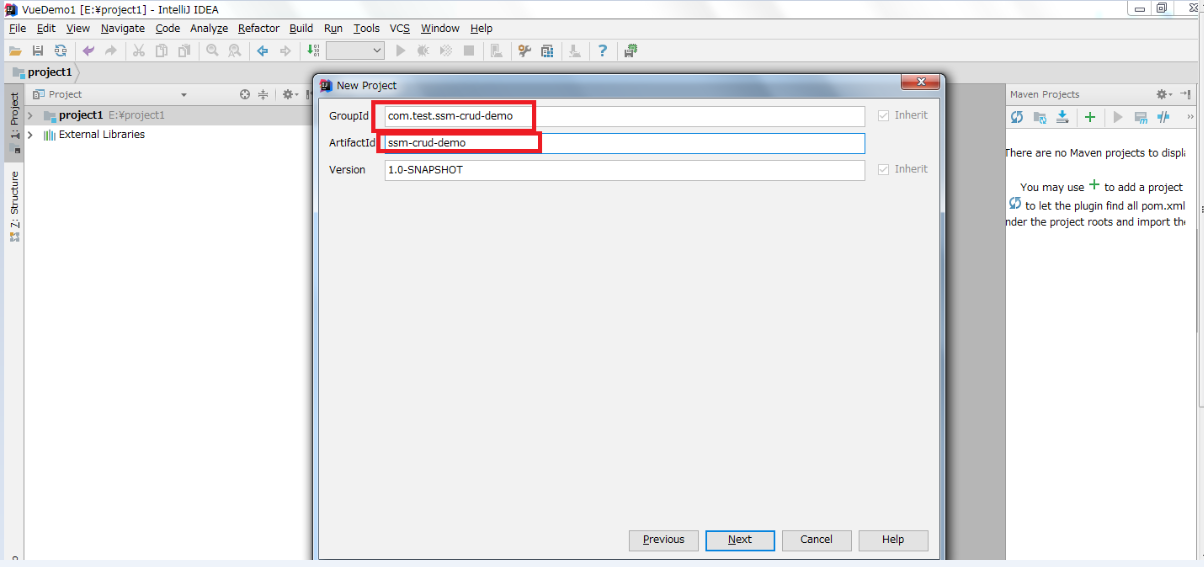 VueDemo1 [E:¥project1] - IntelliJ IDEA
File Edit View Navigate Code Analyze Refactor Build Run Tools VCS Window Help
project1
Project
1: Project
Z: Structure
project1 E:¥project1
External Libraries
New Project
GroupId com.test.ssm-crud-demo Inherit
ArtifactId ssm-crud-demo
Version 1.0-SNAPSHOT Inherit
Previous Next Cancel Help
Maven Projects
There are no Maven projects to displa
You may use + to add a project
to let the plugin find all pom.xml
nder the project roots and import the